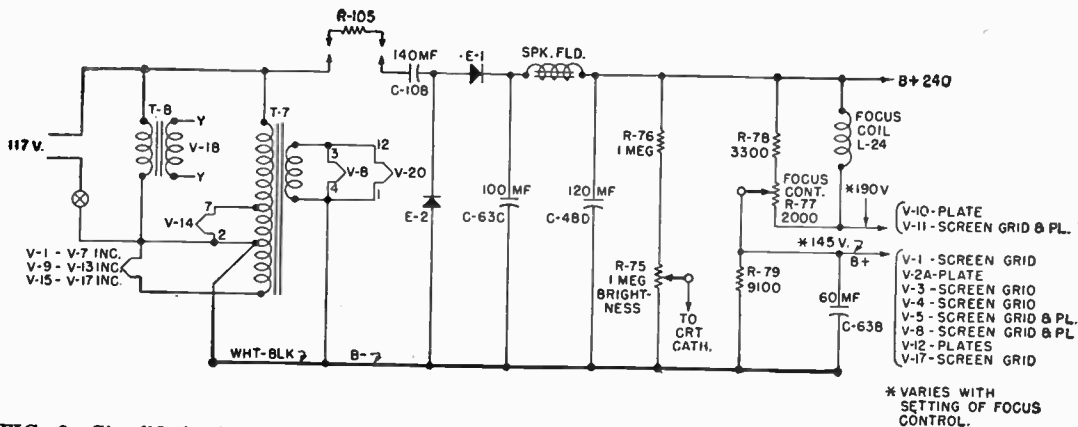 R-105
140MF
C-10B
E-1
SPK. FLD.
B+240
117 V.
T-8
Y
V-18
Y
T-7
3
V-8
4
12
V-20
1
7
V-14
2
V-1 - V-7 INC.
V-9 - V-13 INC.
V-15 - V-17 INC.
E-2
100 MF
C-63C
120 MF
C-48D
R-76
1 MEG
R-75
1 MEG
BRIGHT-
NESS
TO
CRT
CATH.
R-78
3300
FOCUS
COIL
L-24
FOCUS
CONT.
R-77
2000
*190V
V-10-PLATE
V-11-SCREEN GRID & PL.
*145 V.
B+
R-79
9100
60MF
C-63B
V-1 -SCREEN GRID
V-2A-PLATE
V-3 -SCREEN GRID
V-4 -SCREEN GRID
V-5 -SCREEN GRID & PL.
V-8 -SCREEN GRID & PL
V-12 -PLATES
V-17-SCREEN GRID
WHT-BLK
B-
* VARIES WITH
SETTING OF FOCUS
CONTROL.